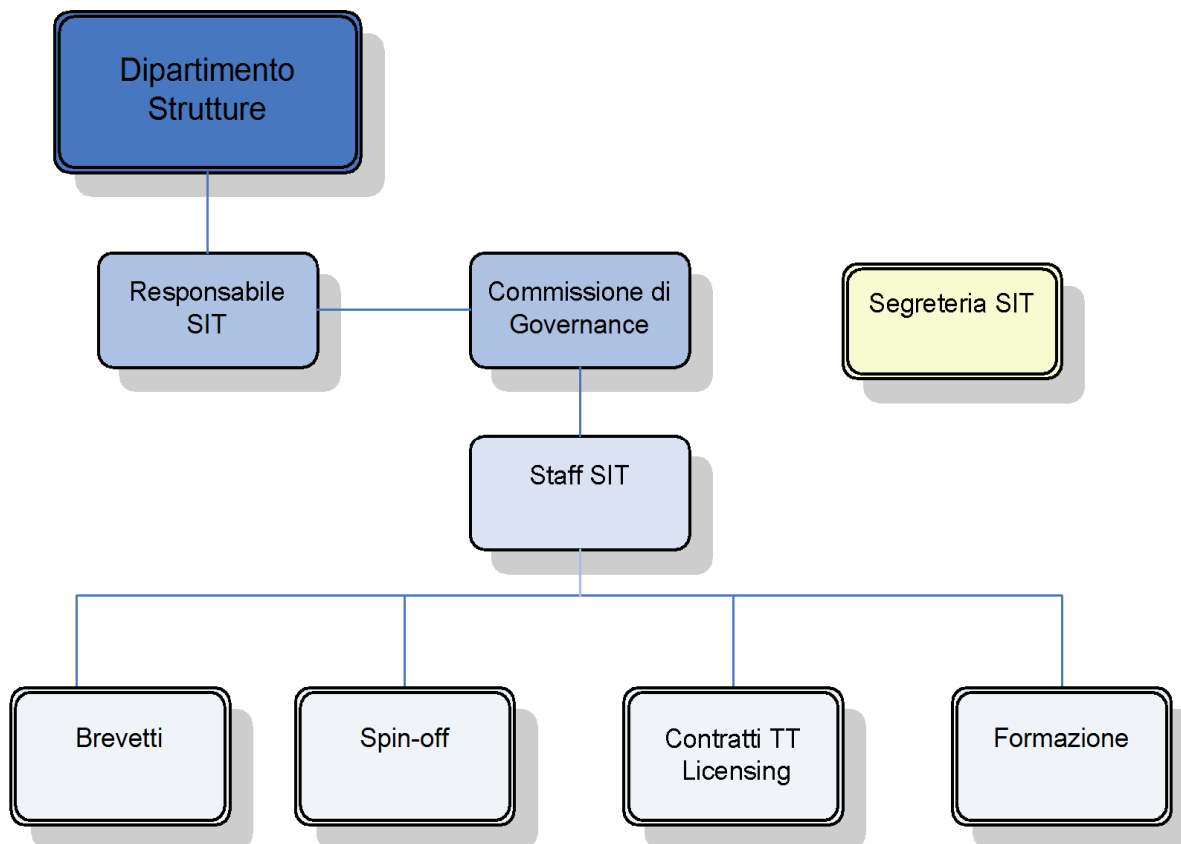 Dipartimento
Strutture
Responsabile
SIT
Commissione di
Governance
Segreteria SIT
Staff SIT
Brevetti
Spin-off
Contratti TT
Licensing
Formazione